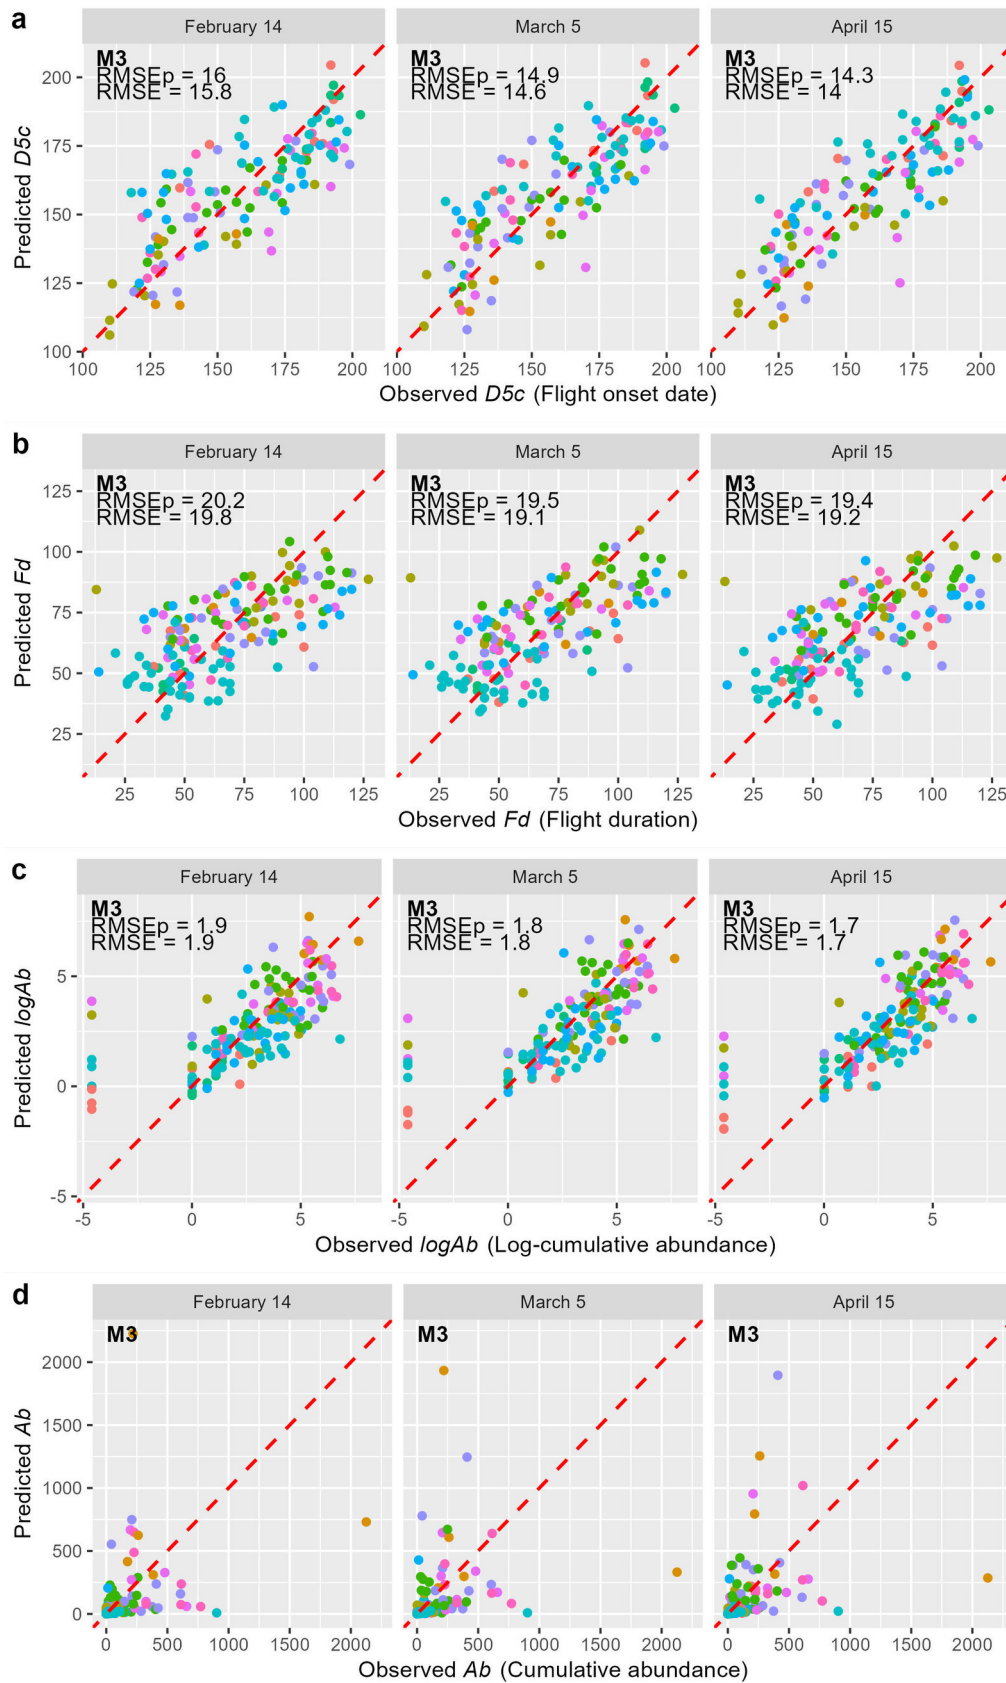 a
February 14
March 5
April 15
M3
RMSEp = 16
RMSE = 15.8
M3
RMSEp = 14.9
RMSE = 14.6
M3
RMSEp = 14.3
RMSE = 14
Predicted D5c
200
175
150
125
100
100 125 150 175 200
100 125 150 175 200
100 125 150 175 200
Observed D5c (Flight onset date)
b
February 14
March 5
April 15
M3
RMSEp = 20.2
RMSE = 19.8
M3
RMSEp = 19.5
RMSE = 19.1
M3
RMSEp = 19.4
RMSE = 19.2
Predicted Fd
125
100
75
50
25
25 50 75 100 125
25 50 75 100 125
25 50 75 100 125
Observed Fd (Flight duration)
c
February 14
March 5
April 15
M3
RMSEp = 1.9
RMSE = 1.9
M3
RMSEp = 1.8
RMSE = 1.8
M3
RMSEp = 1.7
RMSE = 1.7
Predicted logAb
5
0
-5
-5 0 5
-5 0 5
-5 0 5
Observed logAb (Log-cumulative abundance)
d
February 14
March 5
April 15
M3
M3
M3
Predicted Ab
2000
1500
1000
500
0
0 500 1000 1500 2000
0 500 1000 1500 2000
0 500 1000 1500 2000
Observed Ab (Cumulative abundance)